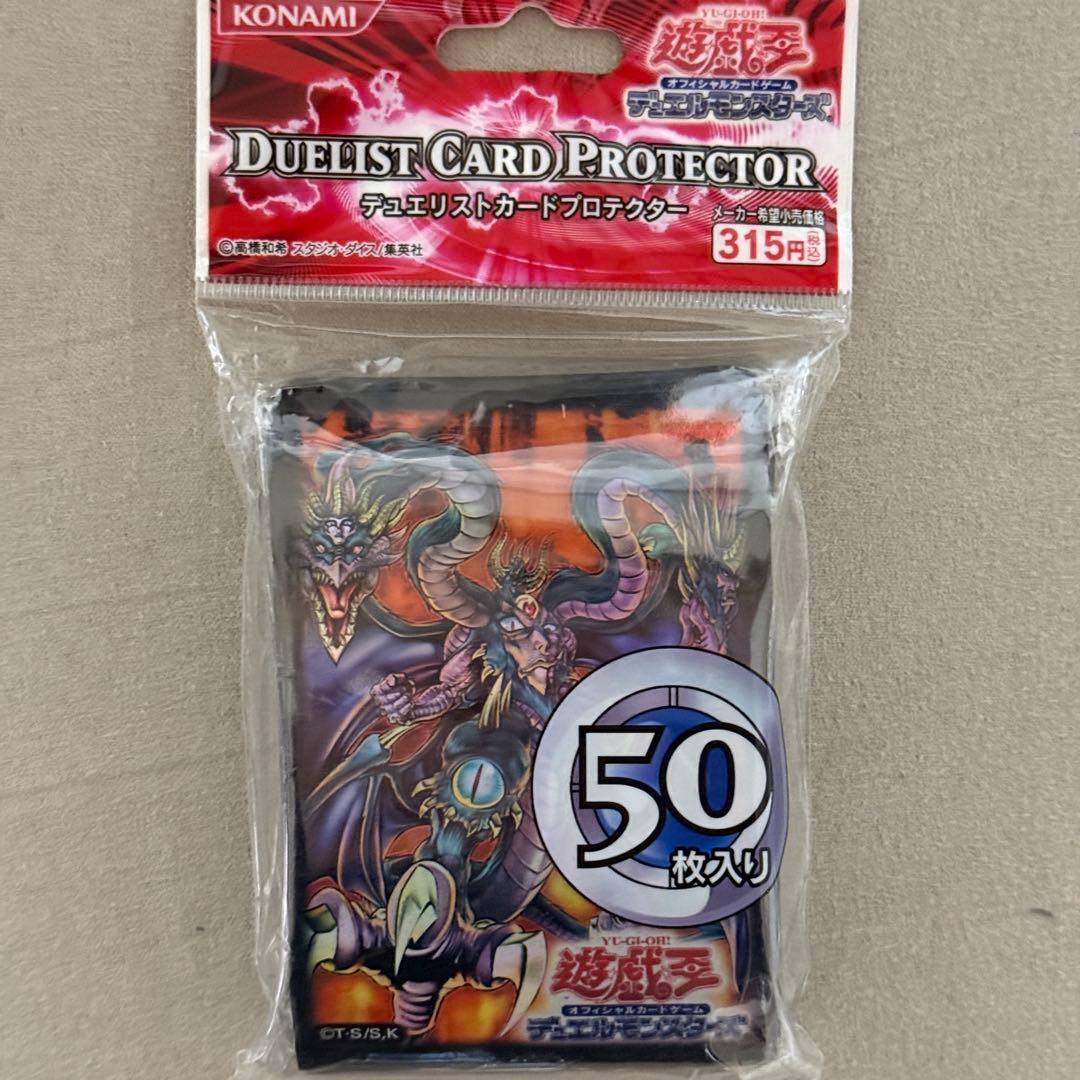 KONAMI
YU-GI-OH!
遊戯王
オフィシャルカードゲーム
デュエルモンスターズ
DUELIST CARD PROTECTOR
デュエリストカードプロテクター
メーカー希望小売価格
315円(税込)
©高橋和希 スタジオ・ダイス/集英社
50
枚入り
YU-GI-OH!
遊戯王
オフィシャルカードゲーム
デュエルモンスターズ
©T・S/S,K